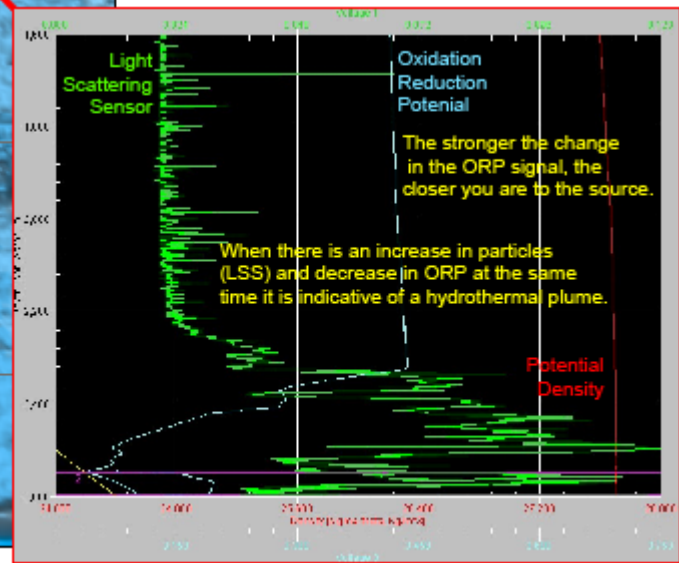 Light
Scattering
Sensor
Oxidation
Reduction
Potenial
The stronger the change
in the ORP signal, the
closer you are to the source.
When there is an increase in particles
(LSS) and decrease in ORP at the same
time it is indicative of a hydrothermal plume.
Potential
Density